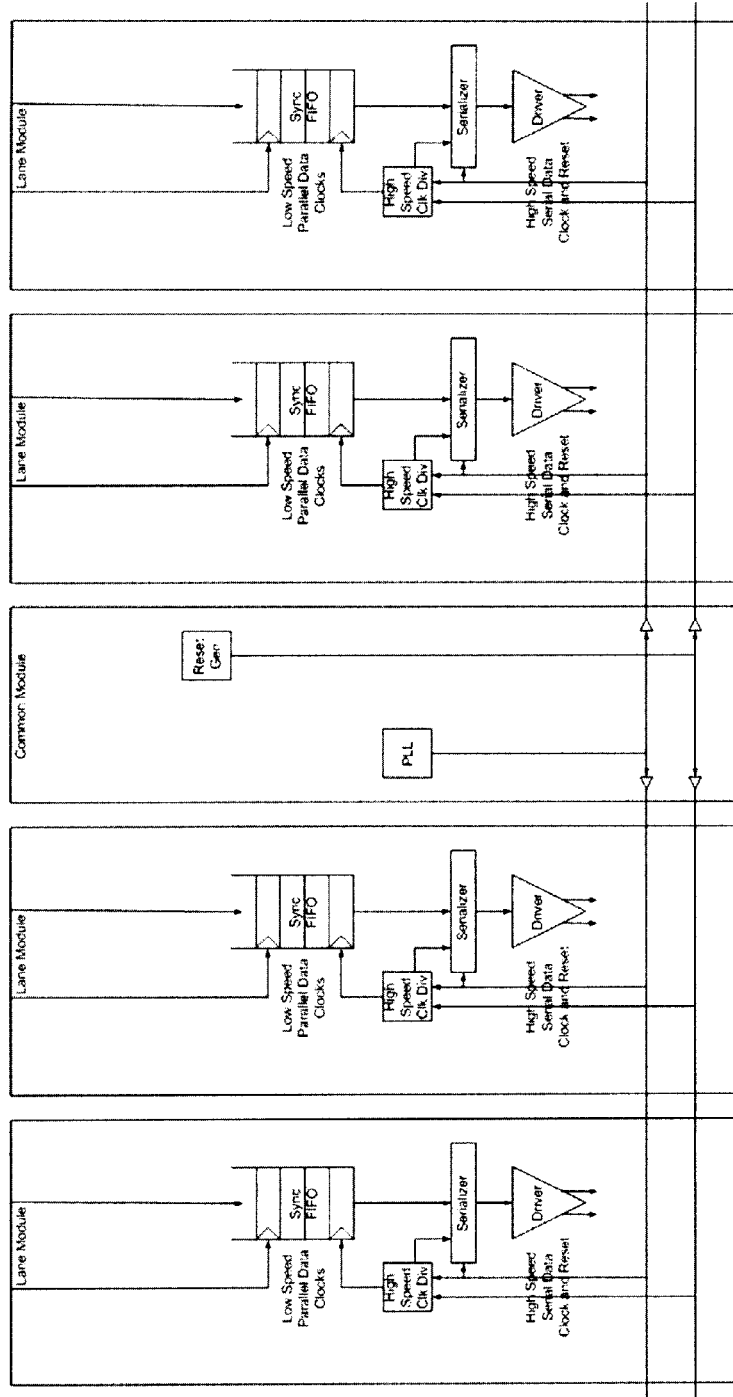 Lane Module
Sync
FIFO
Low Speed
Parallel Data
Clocks
High
Speed
Clk Div
Serializer
Driver
High Speed
Serial Data
Clock and Reset
Lane Module
Sync
FIFO
Low Speed
Parallel Data
Clocks
High
Speed
Clk Div
Serializer
Driver
High Speed
Serial Data
Clock and Reset
Common Module
PLL
Reset
Gen
Lane Module
Sync
FIFO
Low Speed
Parallel Data
Clocks
High
Speed
Clk Div
Serializer
Driver
High Speed
Serial Data
Clock and Reset
Lane Module
Sync
FIFO
Low Speed
Parallel Data
Clocks
High
Speed
Clk Div
Serializer
Driver
High Speed
Serial Data
Clock and Reset